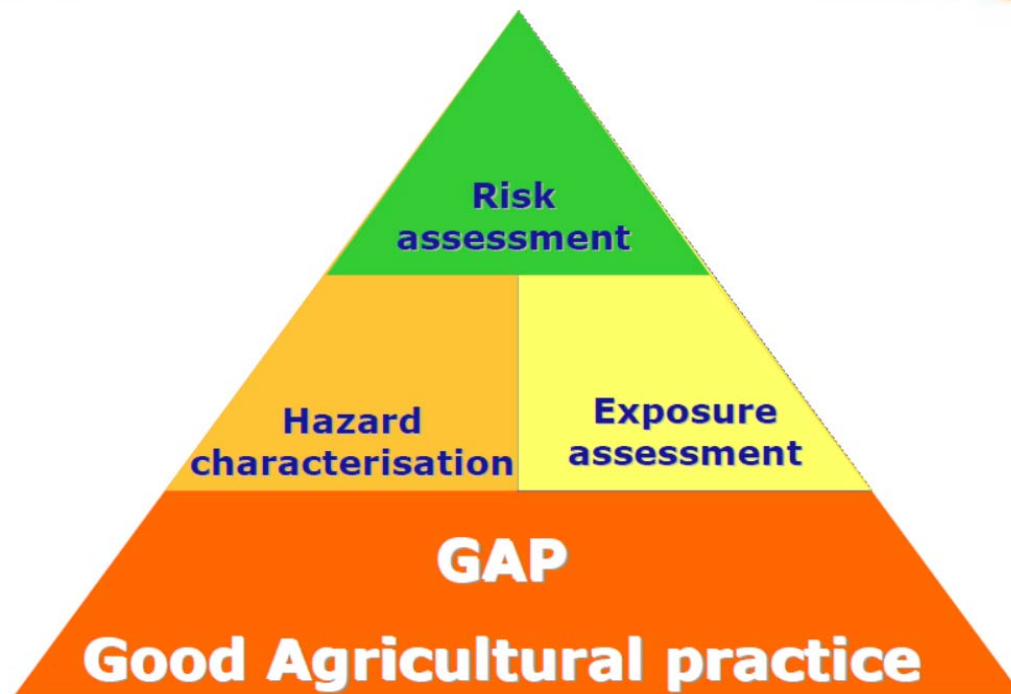 Risk
assessment
Hazard
characterisation
Exposure
assessment
GAP
Good Agricultural practice